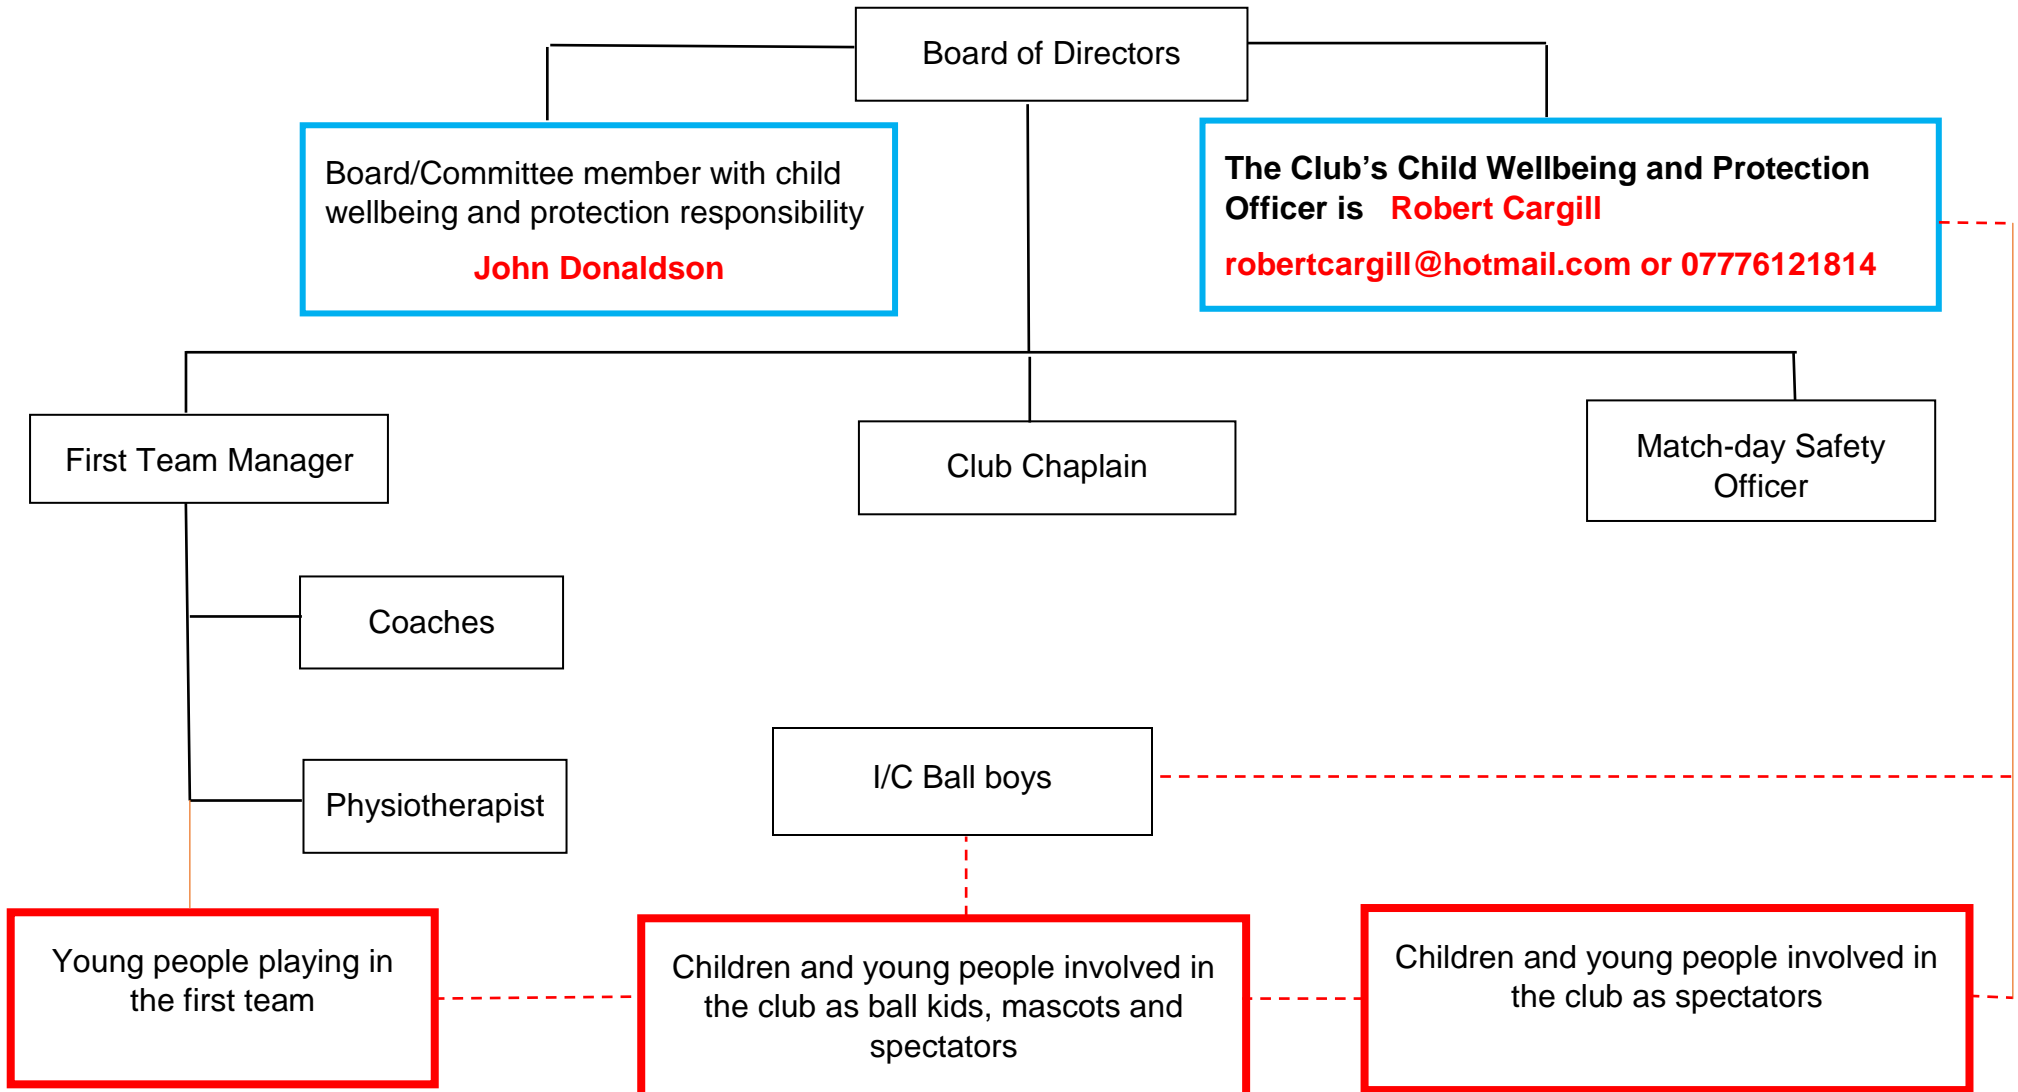 Board of Directors
Board/Committee member with child
wellbeing and protection responsibility
John Donaldson
The Club’s Child Wellbeing and Protection
Officer is Robert Cargill
robertcargill@hotmail.com or 07776121814
First Team Manager
Club Chaplain
Match-day Safety
Officer
Coaches
I/C Ball boys
Physiotherapist
Young people playing in
the first team
Children and young people involved in
the club as ball kids, mascots and
spectators
Children and young people involved in
the club as spectators